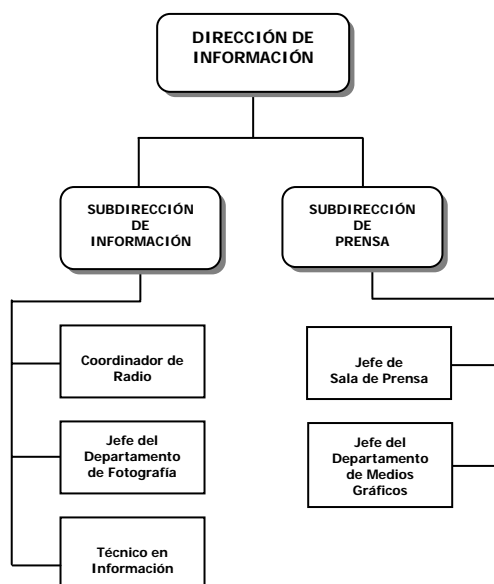 DIRECCIÓN DE
INFORMACIÓN
SUBDIRECCIÓN
DE
INFORMACIÓN
SUBDIRECCIÓN
DE
PRENSA
Coordinador de
Radio
Jefe de
Sala de Prensa
Jefe del
Departamento
de Fotografía
Jefe del
Departamento
de Medios
Gráficos
Técnico en
Información